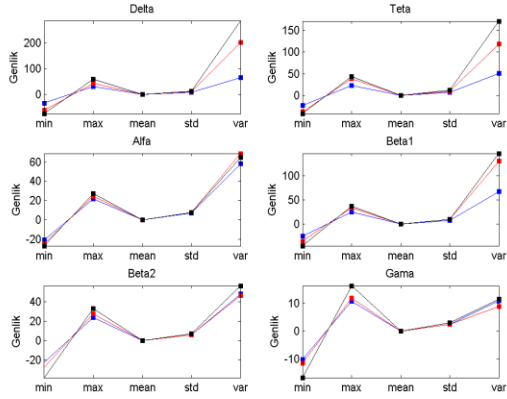 Delta
Genlik
200
100
0
min max mean std var
Teta
Genlik
150
100
50
0
min max mean std var
Alfa
Genlik
60
40
20
0
-20
min max mean std var
Beta1
Genlik
100
50
0
min max mean std var
Beta2
Genlik
40
20
0
-20
min max mean std var
Gama
Genlik
10
0
-10
min max mean std var